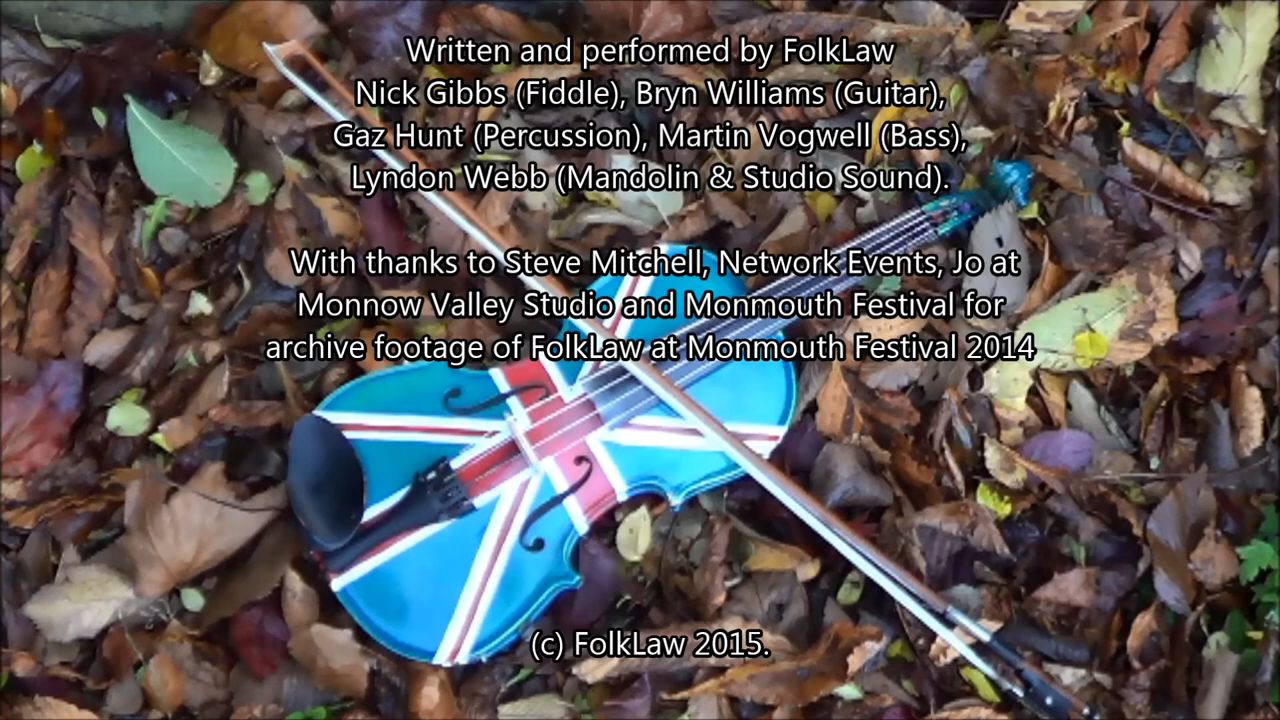 Written and performed by FolkLaw
Nick Gibbs (Fiddle), Bryn Williams (Guitar),
Gaz Hunt (Percussion), Martin Vogwell (Bass),
Lyndon Webb (Mandolin & Studio Sound).
With thanks to Steve Mitchell, Network Events, Jo at
Monnow Valley Studio and Monmouth Festival for
archive footage of FolkLaw at Monmouth Festival 2014
(c) FolkLaw 2015.